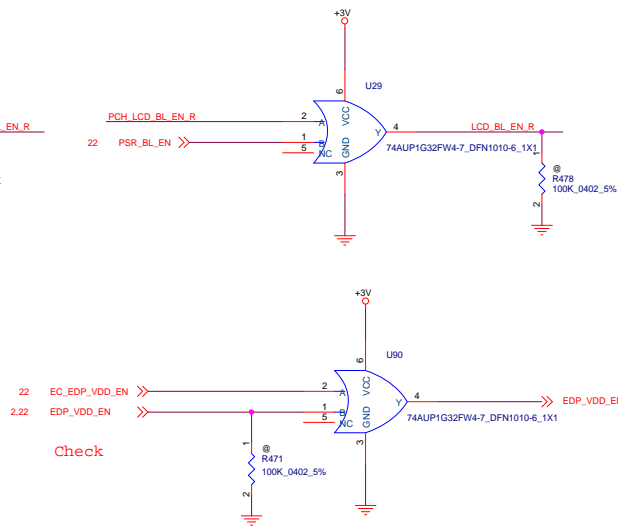 +3V
6
U29
EN_R
PCH_LCD_BL_EN_R
2
A
VCC
Y
4
LCD_BL_EN_R
22
PSR_BL_EN
1
B
5
NC
GND
74AUP1G32FW4-7_DFN1010-6_1X1
3
1
@
R478
100K_0402_5%
2
+3V
6
U90
22
EC_EDP_VDD_EN
2
A
VCC
Y
4
EDP_VDD_E
2,22
EDP_VDD_EN
1
B
5
NC
GND
74AUP1G32FW4-7_DFN1010-6_1X1
3
Check
1
@
R471
100K_0402_5%
2